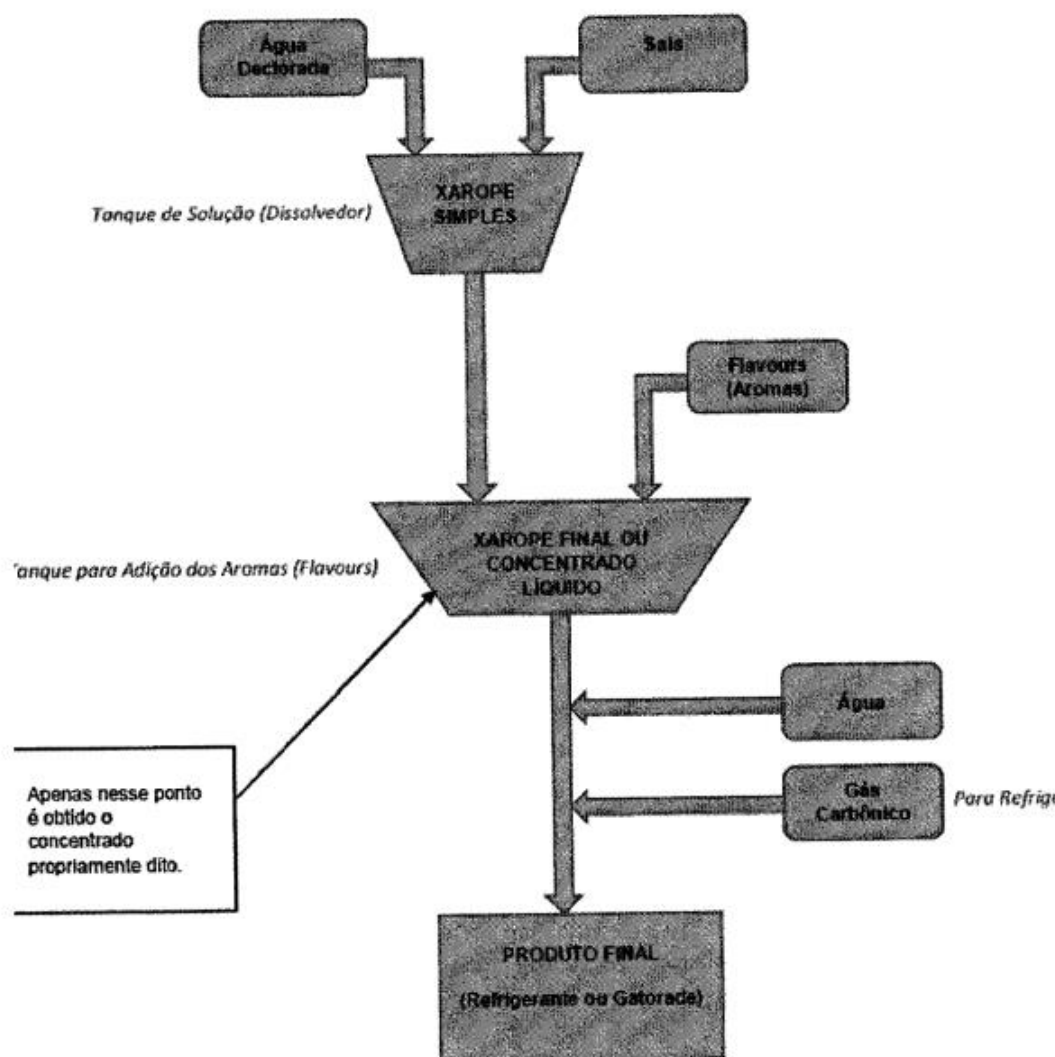 Água
Declorada
Sais
XAROPE
SIMPLES
Tanque de Solução (Dissolvedor)
Flavours
(Aromas)
XAROPE FINAL OU
CONCENTRADO
LÍQUIDO
anque para Adição dos Aromas (Flavours)
Água
Gás
Carbônico
Para Refrige
Apenas nesse ponto
é obtido o
concentrado
propriamente dito.
PRODUTO FINAL
(Refrigerante ou Gatorade)